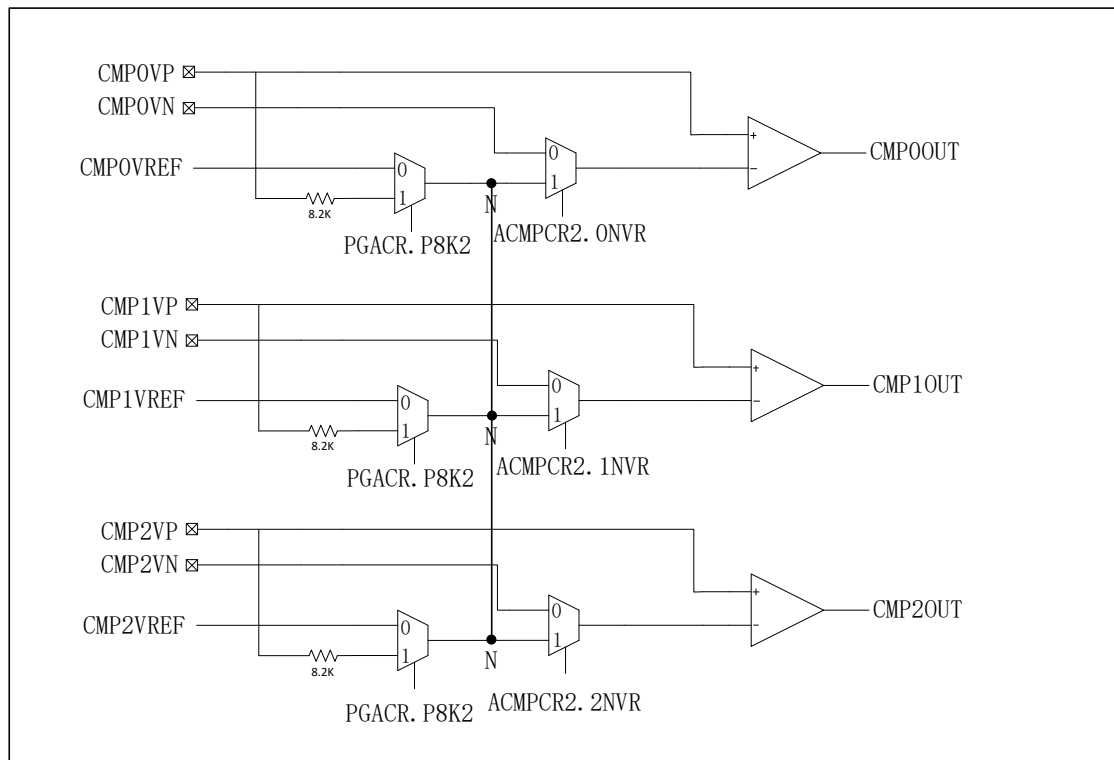 CMP0VP
CMP0VN
CMP0VREF
0
1
8.2K
N
0
1
+
−
CMP0OUT
PGACR.P8K2
ACMPCR2.0NVR
CMP1VP
CMP1VN
CMP1VREF
0
1
8.2K
N
0
1
+
−
CMP1OUT
PGACR.P8K2
ACMPCR2.1NVR
CMP2VP
CMP2VN
CMP2VREF
0
1
8.2K
N
0
1
+
−
CMP2OUT
PGACR.P8K2
ACMPCR2.2NVR